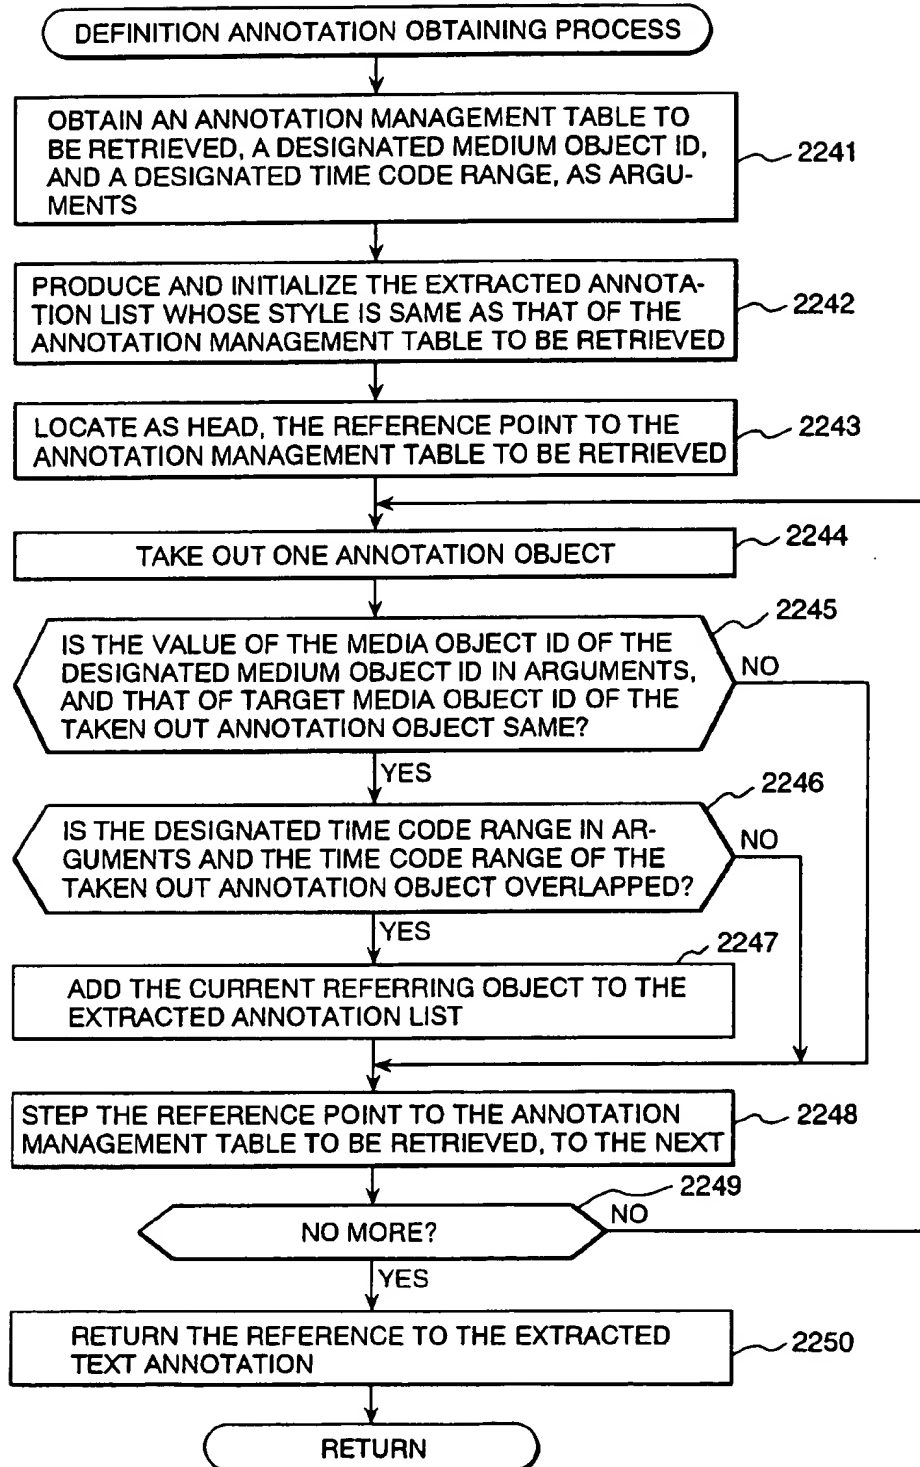 DEFINITION ANNOTATION OBTAINING PROCESS
OBTAIN AN ANNOTATION MANAGEMENT TABLE TO
BE RETRIEVED, A DESIGNATED MEDIUM OBJECT ID,
AND A DESIGNATED TIME CODE RANGE, AS ARGU-
MENTS
2241
PRODUCE AND INITIALIZE THE EXTRACTED ANNOTA-
TION LIST WHOSE STYLE IS SAME AS THAT OF THE
ANNOTATION MANAGEMENT TABLE TO BE RETRIEVED
2242
LOCATE AS HEAD, THE REFERENCE POINT TO THE
ANNOTATION MANAGEMENT TABLE TO BE RETRIEVED
2243
TAKE OUT ONE ANNOTATION OBJECT
2244
2245
IS THE VALUE OF THE MEDIA OBJECT ID OF THE
DESIGNATED MEDIUM OBJECT ID IN ARGUMENTS,
AND THAT OF TARGET MEDIA OBJECT ID OF THE
TAKEN OUT ANNOTATION OBJECT SAME?
NO
YES
2246
IS THE DESIGNATED TIME CODE RANGE IN AR-
GUMENTS AND THE TIME CODE RANGE OF THE
TAKEN OUT ANNOTATION OBJECT OVERLAPPED?
NO
YES
2247
ADD THE CURRENT REFERRING OBJECT TO THE
EXTRACTED ANNOTATION LIST
STEP THE REFERENCE POINT TO THE ANNOTATION
MANAGEMENT TABLE TO BE RETRIEVED, TO THE NEXT
2248
2249
NO MORE?
NO
YES
RETURN THE REFERENCE TO THE EXTRACTED
TEXT ANNOTATION
2250
RETURN